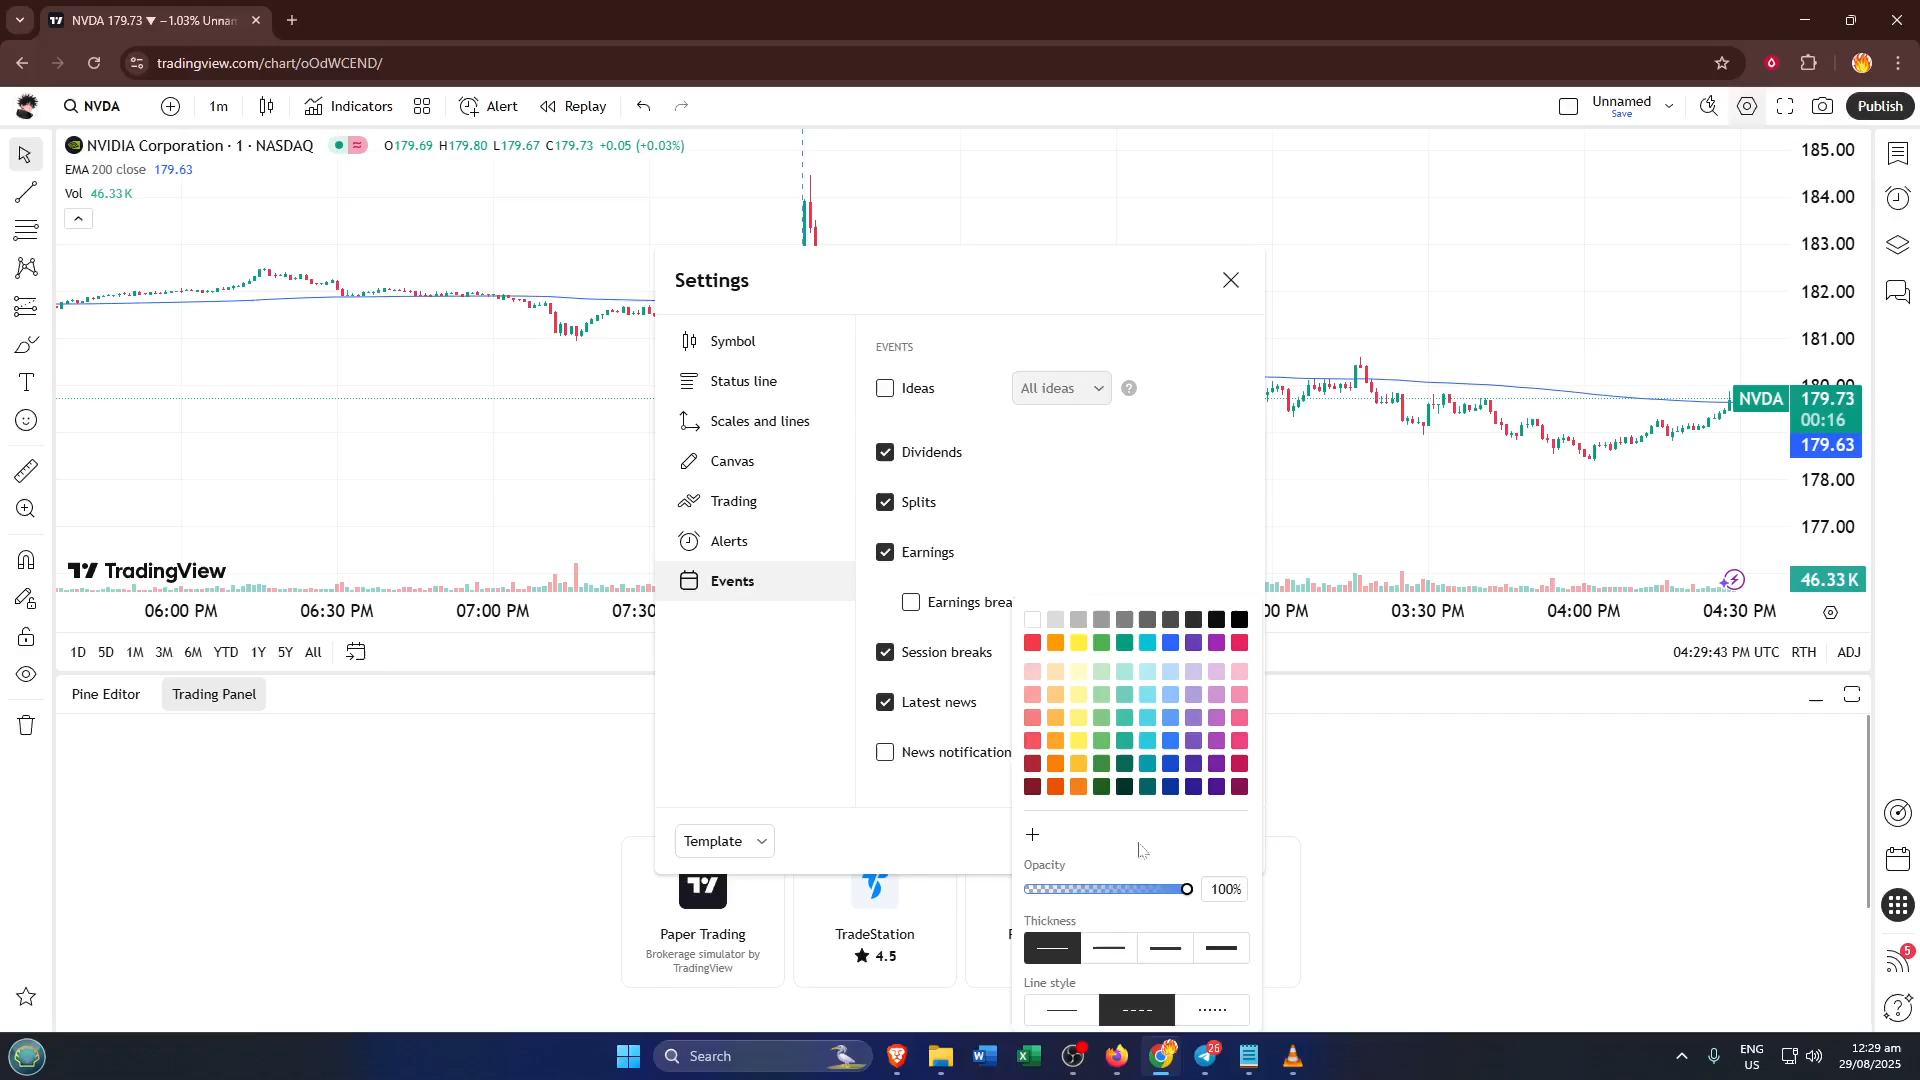 NVDA 179.73 ▼ −1.03% Unnam
tradingview.com/chart/oOdWCEND/
NVDA
1m
Indicators
Alert
Replay
Unnamed
Save
Publish
NVIDIA Corporation · 1 · NASDAQ
O179.69 H179.80 L179.67 C179.73 +0.05 (+0.03%)
EMA 200 close 179.63
Vol 46.33 K
185.00
184.00
183.00
182.00
181.00
180.00
NVDA 179.73
00:16
179.63
178.00
177.00
46.33 K
Settings
Symbol
Status line
Scales and lines
Canvas
Trading
Alerts
Events
EVENTS
Ideas
All ideas
Dividends
Splits
Earnings
Earnings brea
Session breaks
Latest news
News notification
Template
Opacity
100%
Thickness
Line style
TradingView
06:00 PM
06:30 PM
07:00 PM
07:30
00 PM
03:30 PM
04:00 PM
04:30 PM
1D 5D 1M 3M 6M YTD 1Y 5Y All
04:29:43 PM UTC RTH ADJ
Pine Editor
Trading Panel
Paper Trading
Brokerage simulator by
TradingView
TradeStation
4.5
5
Search
26
ENG
US
12:29 am
29/08/2025